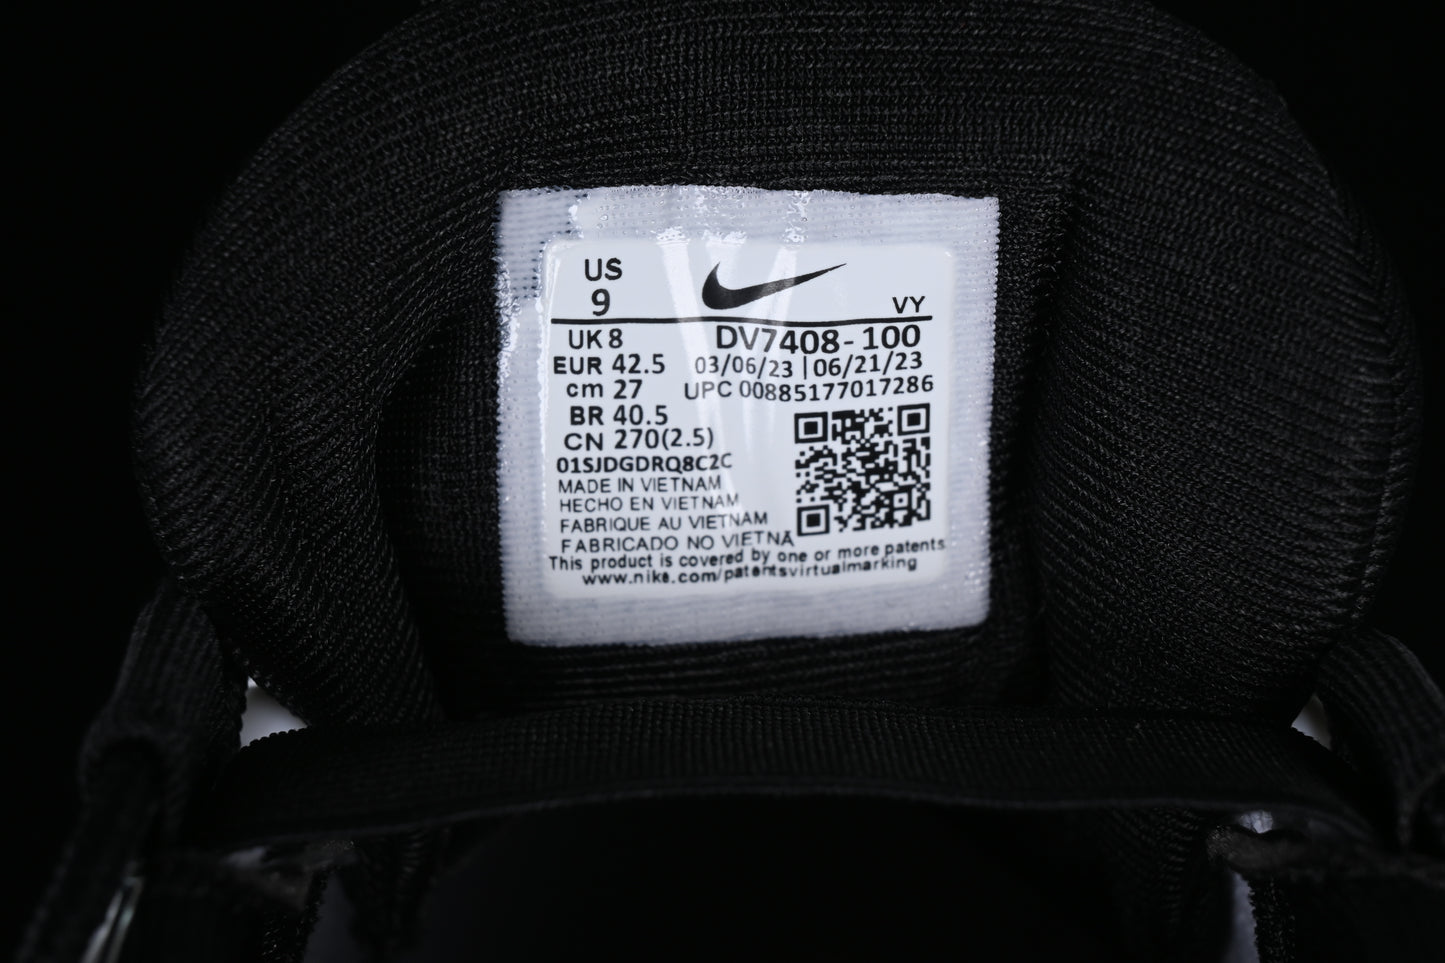 US
9
VY
UK 8
DV7408-100
EUR 42.5
03/06/23 | 06/21/23
cm 27
UPC 00885177017286
BR 40.5
CN 270(2.5)
01SJDGDRQ8C2C
MADE IN VIETNAM
HECHO EN VIETNAM
FABRIQUE AU VIETNAM
FABRICADO NO VIETNÃ
This product is covered by one or more patents
www.nike.com/patentsvirtualmarking